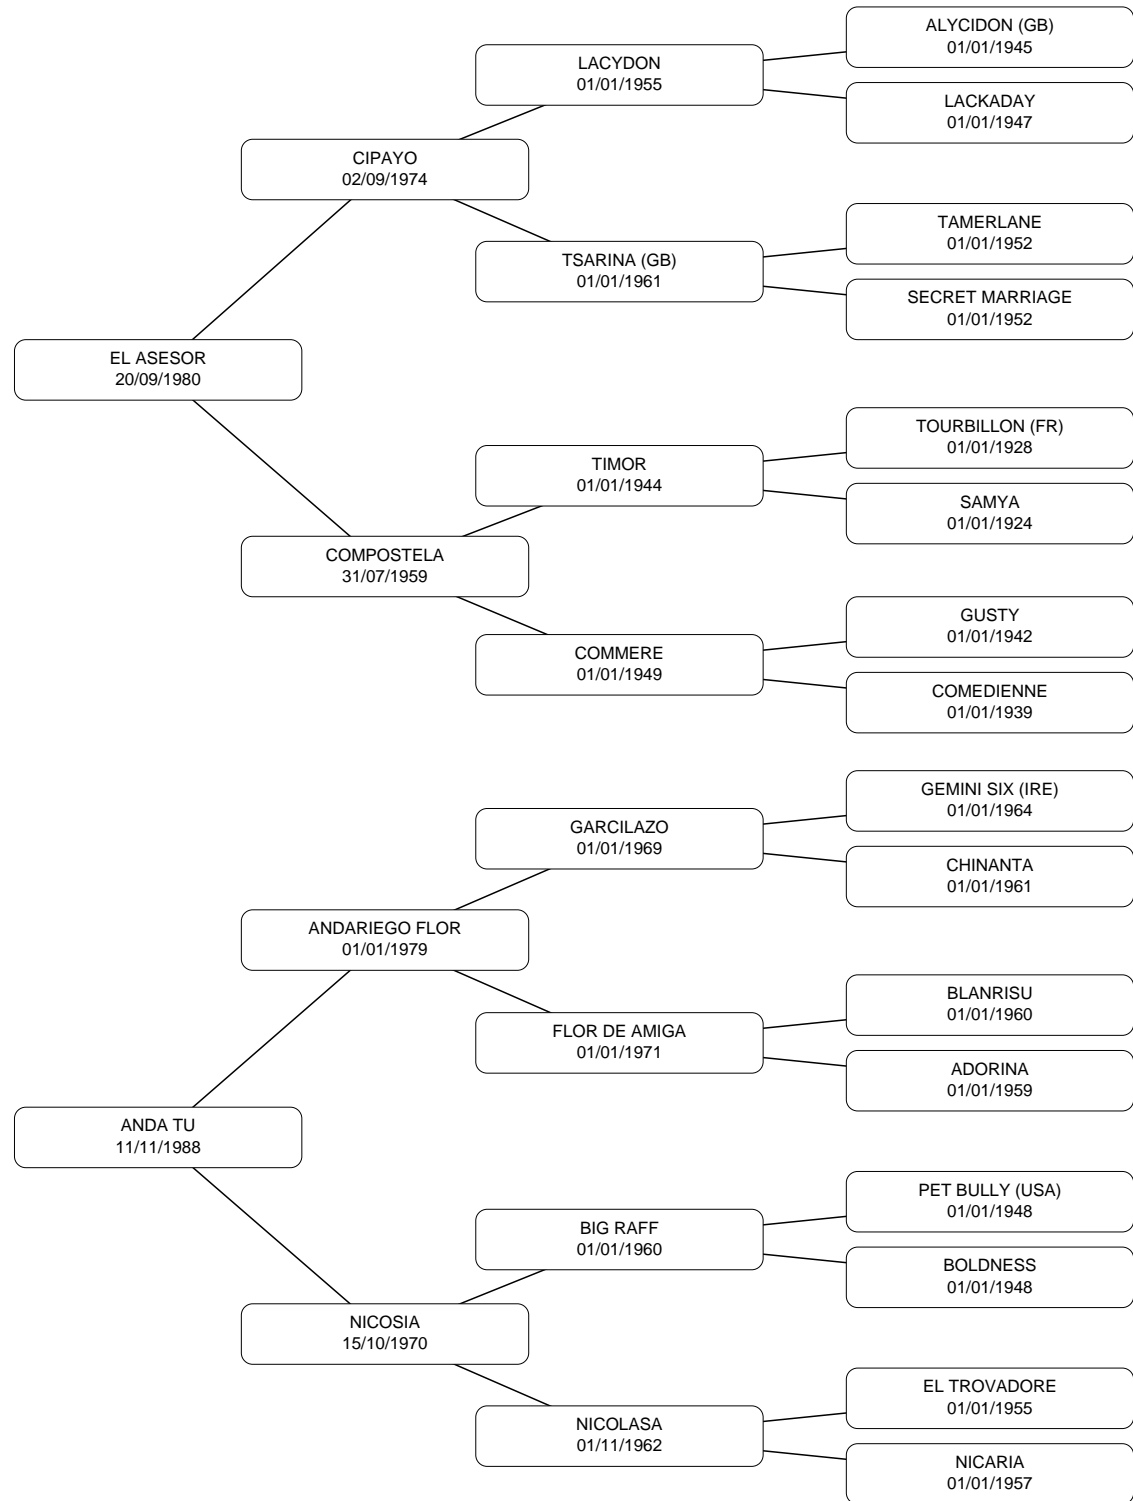 ALYCIDON (GB)
01/01/1945
LACYDON
01/01/1955
LACKADAY
01/01/1947
CIPAYO
02/09/1974
TAMERLANE
01/01/1952
TSARINA (GB)
01/01/1961
SECRET MARRIAGE
01/01/1952
EL ASESOR
20/09/1980
TOURBILLON (FR)
01/01/1928
TIMOR
01/01/1944
SAMYA
01/01/1924
COMPOSTELA
31/07/1959
GUSTY
01/01/1942
COMMERE
01/01/1949
COMEDIENNE
01/01/1939
GEMINI SIX (IRE)
01/01/1964
GARCILAZO
01/01/1969
CHINANTA
01/01/1961
ANDARIEGO FLOR
01/01/1979
BLANRISU
01/01/1960
FLOR DE AMIGA
01/01/1971
ADORINA
01/01/1959
ANDA TU
11/11/1988
PET BULLY (USA)
01/01/1948
BIG RAFF
01/01/1960
BOLDNESS
01/01/1948
NICOSIA
15/10/1970
EL TROVADORE
01/01/1955
NICOLASA
01/11/1962
NICARIA
01/01/1957